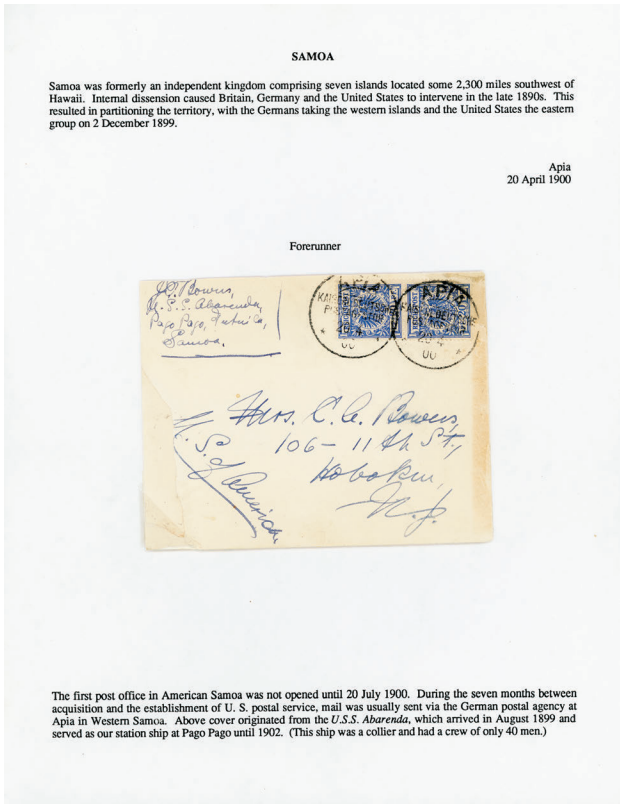 SAMOA
Samoa was formerly an independent kingdom comprising seven islands located some 2,300 miles southwest of
Hawaii. Internal dissension caused Britain, Germany and the United States to intervene in the late 1890s. This
resulted in partitioning the territory, with the Germans taking the western islands and the United States the eastern
group on 2 December 1899.
Apia
20 April 1900
Forerunner
Bowers,
U.S.S. Abarenda,
Pago Pago, Tutuila,
Samoa.
APIA
20 4
00
APIA
20 4
00
Mrs. C. C. Bowers,
106 - 11th St.,
Hoboken,
N. J.
U. S. of America
The first post office in American Samoa was not opened until 20 July 1900. During the seven months between
acquisition and the establishment of U. S. postal service, mail was usually sent via the German postal agency at
Apia in Western Samoa. Above cover originated from the U.S.S. Abarenda, which arrived in August 1899 and
served as our station ship at Pago Pago until 1902. (This ship was a collier and had a crew of only 40 men.)